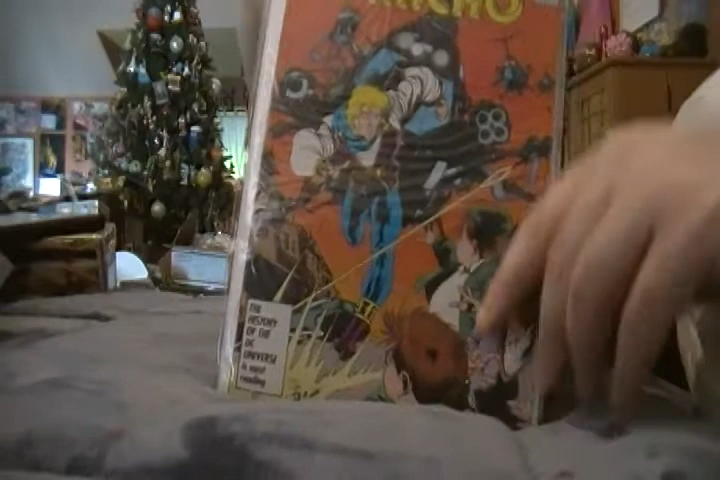 THE
HISTORY
OF THE
DC
UNIVERSE
is must
reading